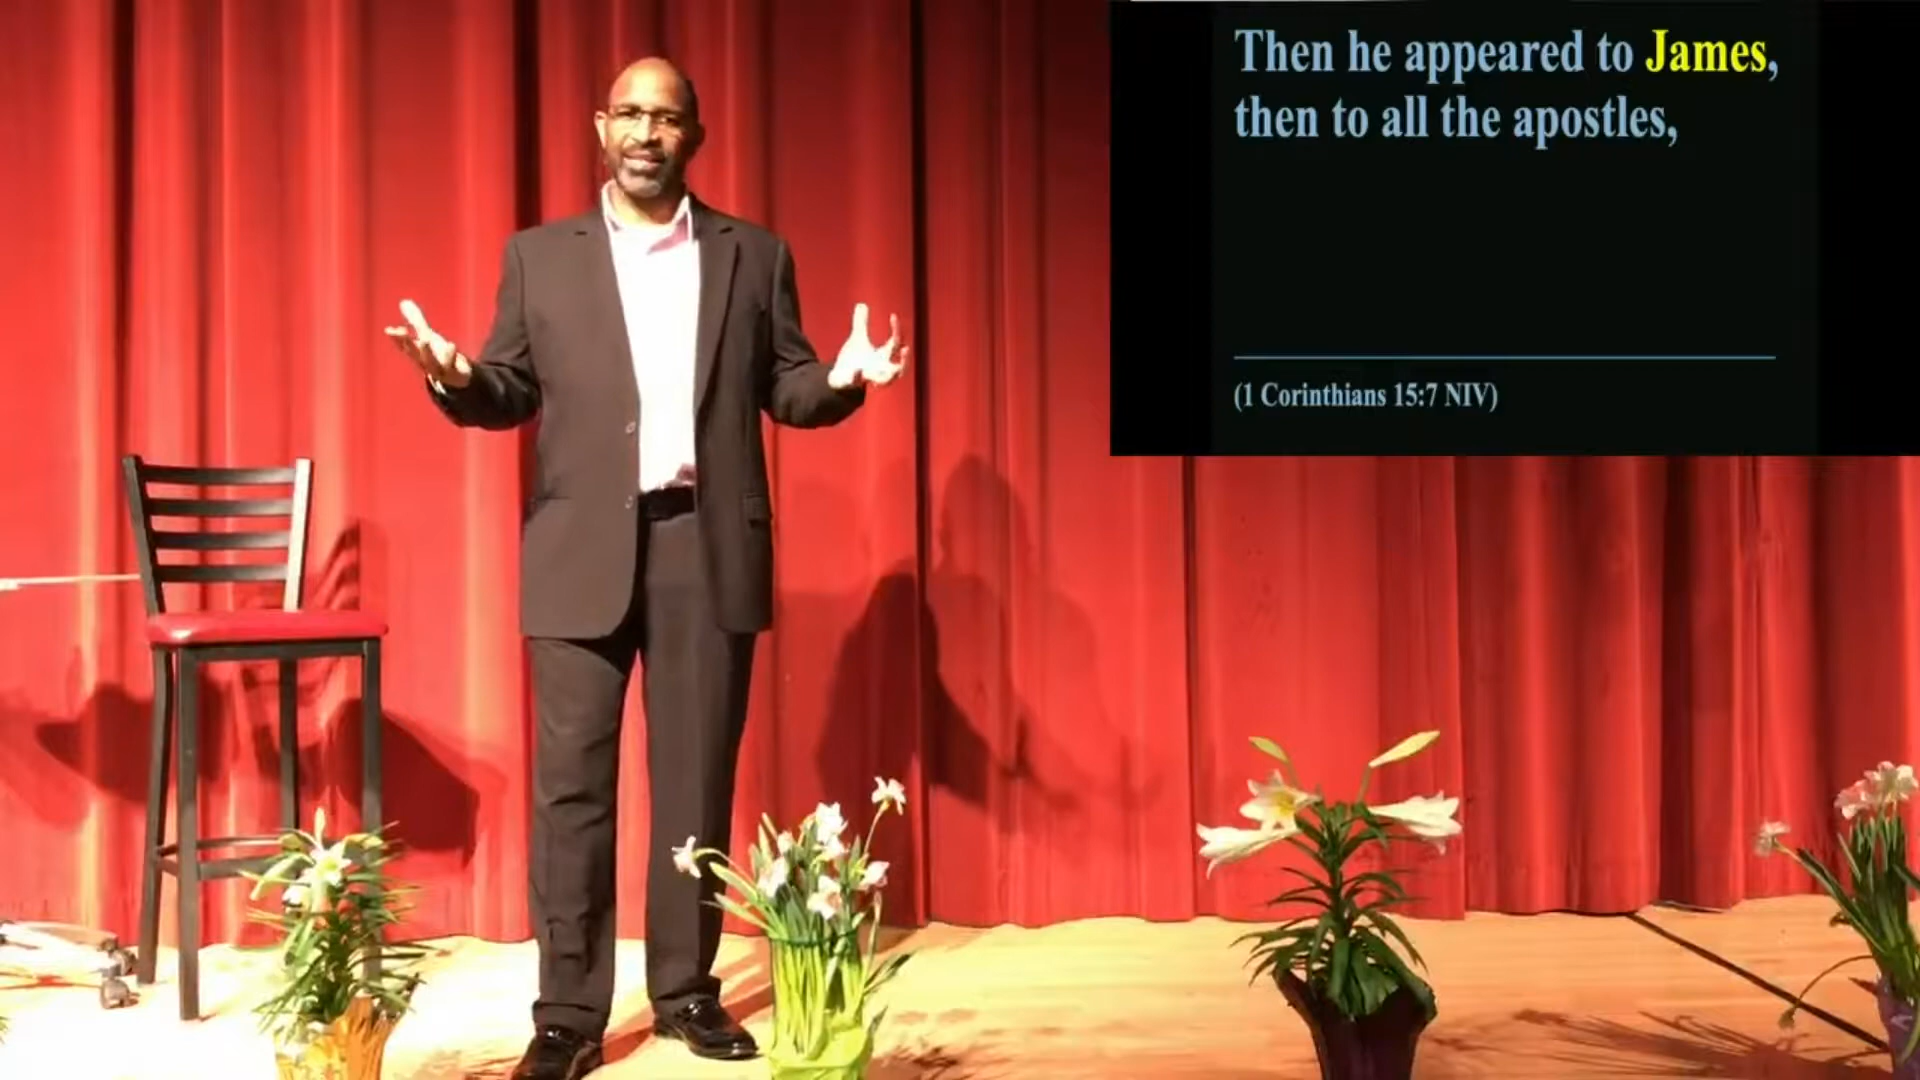 Then he appeared to James,
then to all the apostles,
(1 Corinthians 15:7 NIV)